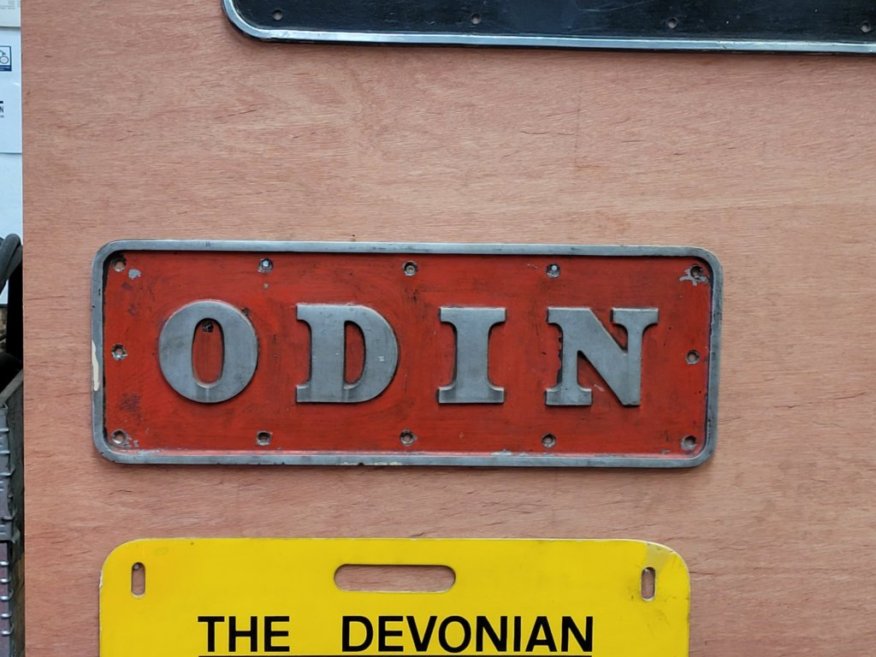 ODIN
THE DEVONIAN